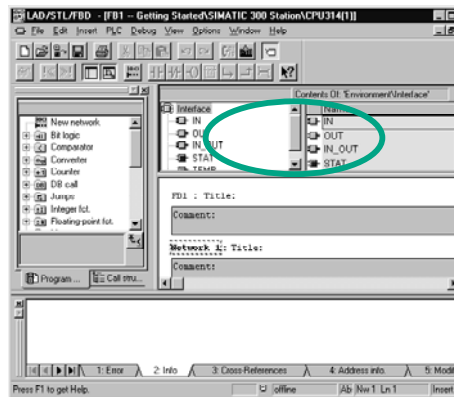 LAD/STL/FBD - [FB1 -- Getting Started\SIMATIC 300 Station\CPU314(1)]
File Edit Insert PLC Debug View Options Window Help
Contents Of: 'Environment\Interface'
Interface
IN
OUT
IN_OUT
STAT
TEMP
Name
IN
OUT
IN_OUT
STAT
New network
Bit logic
Comparator
Converter
Counter
DB call
Jumps
Integer fct.
Floating-point fct.
Program ...
Call stru...
FB1 : Title:
Comment:
Network 1: Title:
Comment:
1: Error 2: Info 3: Cross-References 4: Address info. 5: Modif
Press F1 to get Help. offline Ab Nw 1 Ln 1 Insert